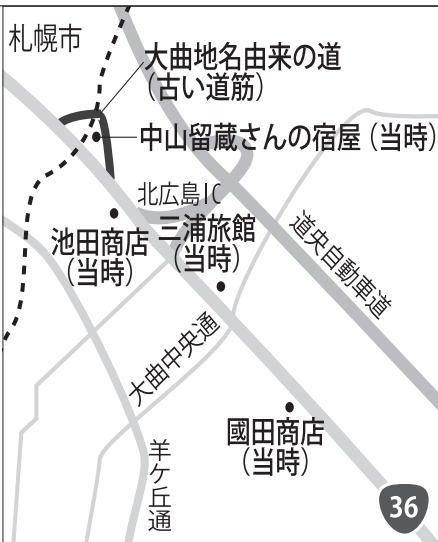 札幌市
大曲地名由来の道
（古い道筋）
中山留蔵さんの宿屋（当時）
北広島IC
池田商店
（当時）
三浦旅館
（当時）
道央自動車道
大曲中央通
國田商店
（当時）
羊ケ丘通
36